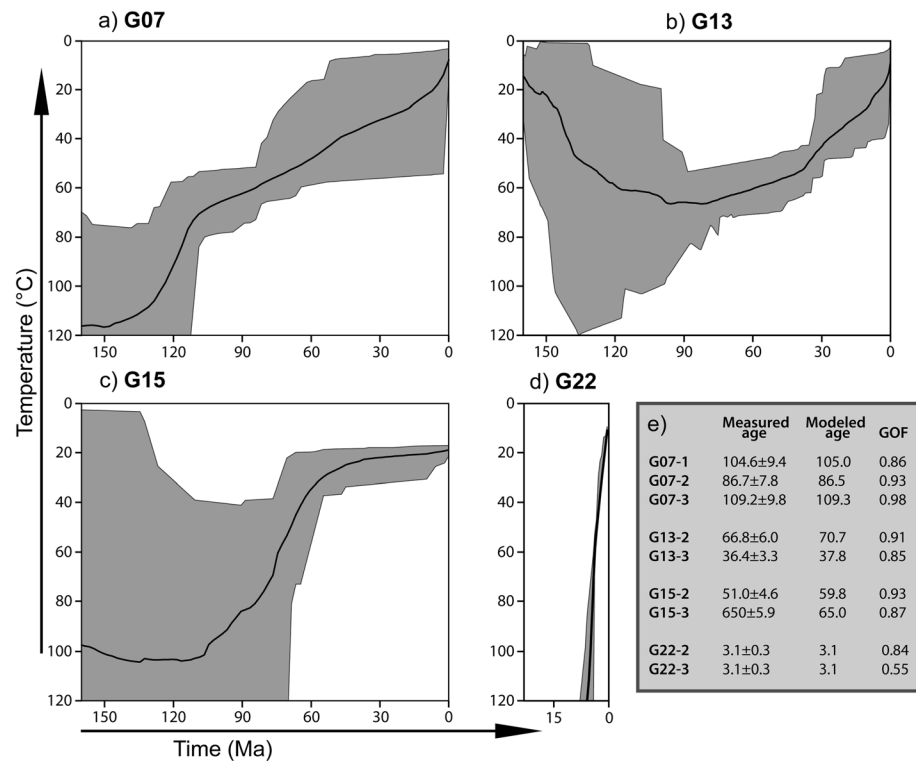 a) G07
b) G13
0
20
40
60
80
100
120
150 120 90 60 30 0
0
20
40
60
80
100
120
150 120 90 60 30 0
Temperature (°C)
c) G15
d) G22
0
20
40
60
80
100
120
150 120 90 60 30 0
0
20
40
60
80
100
120
15 0
Time (Ma)
e) Measured age Modeled age GOF
G07-1 104.6±9.4 105.0 0.86
G07-2 86.7±7.8 86.5 0.93
G07-3 109.2±9.8 109.3 0.98
G13-2 66.8±6.0 70.7 0.91
G13-3 36.4±3.3 37.8 0.85
G15-2 51.0±4.6 59.8 0.93
G15-3 650±5.9 65.0 0.87
G22-2 3.1±0.3 3.1 0.84
G22-3 3.1±0.3 3.1 0.55